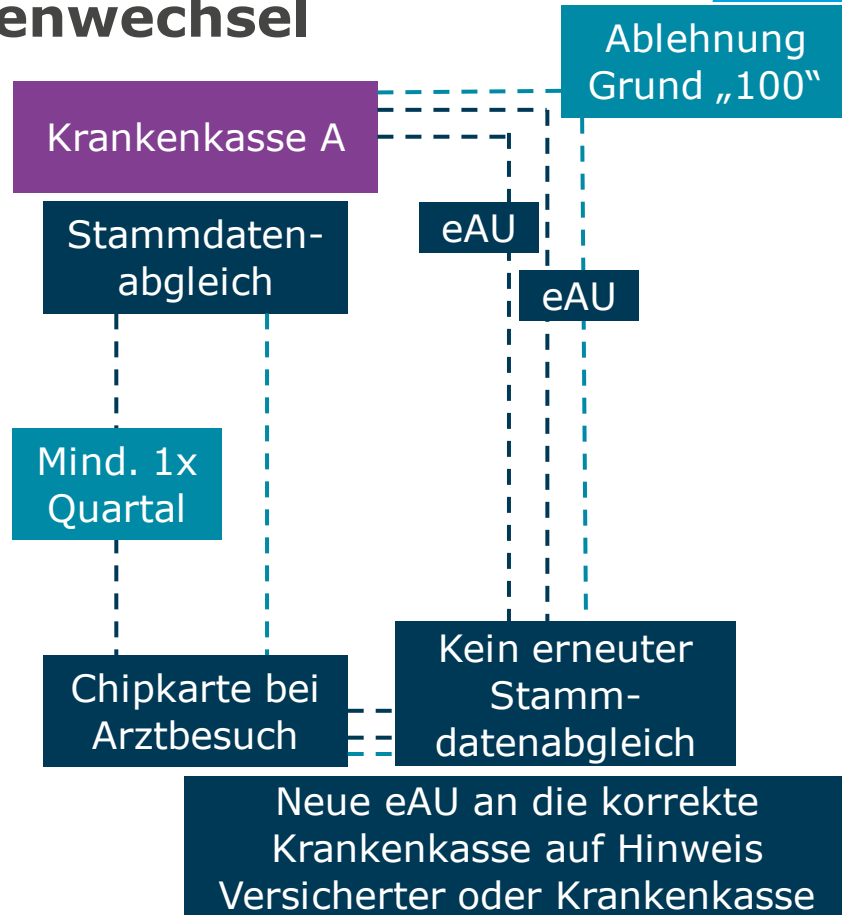 enwechsel
Ablehnung
Grund „100“
Krankenkasse A
Stammdaten-
abgleich
eAU
eAU
Mind. 1x
Quartal
Chipkarte bei
Arztbesuch
Kein erneuter
Stamm-
datenabgleich
Neue eAU an die korrekte
Krankenkasse auf Hinweis
Versicherter oder Krankenkasse